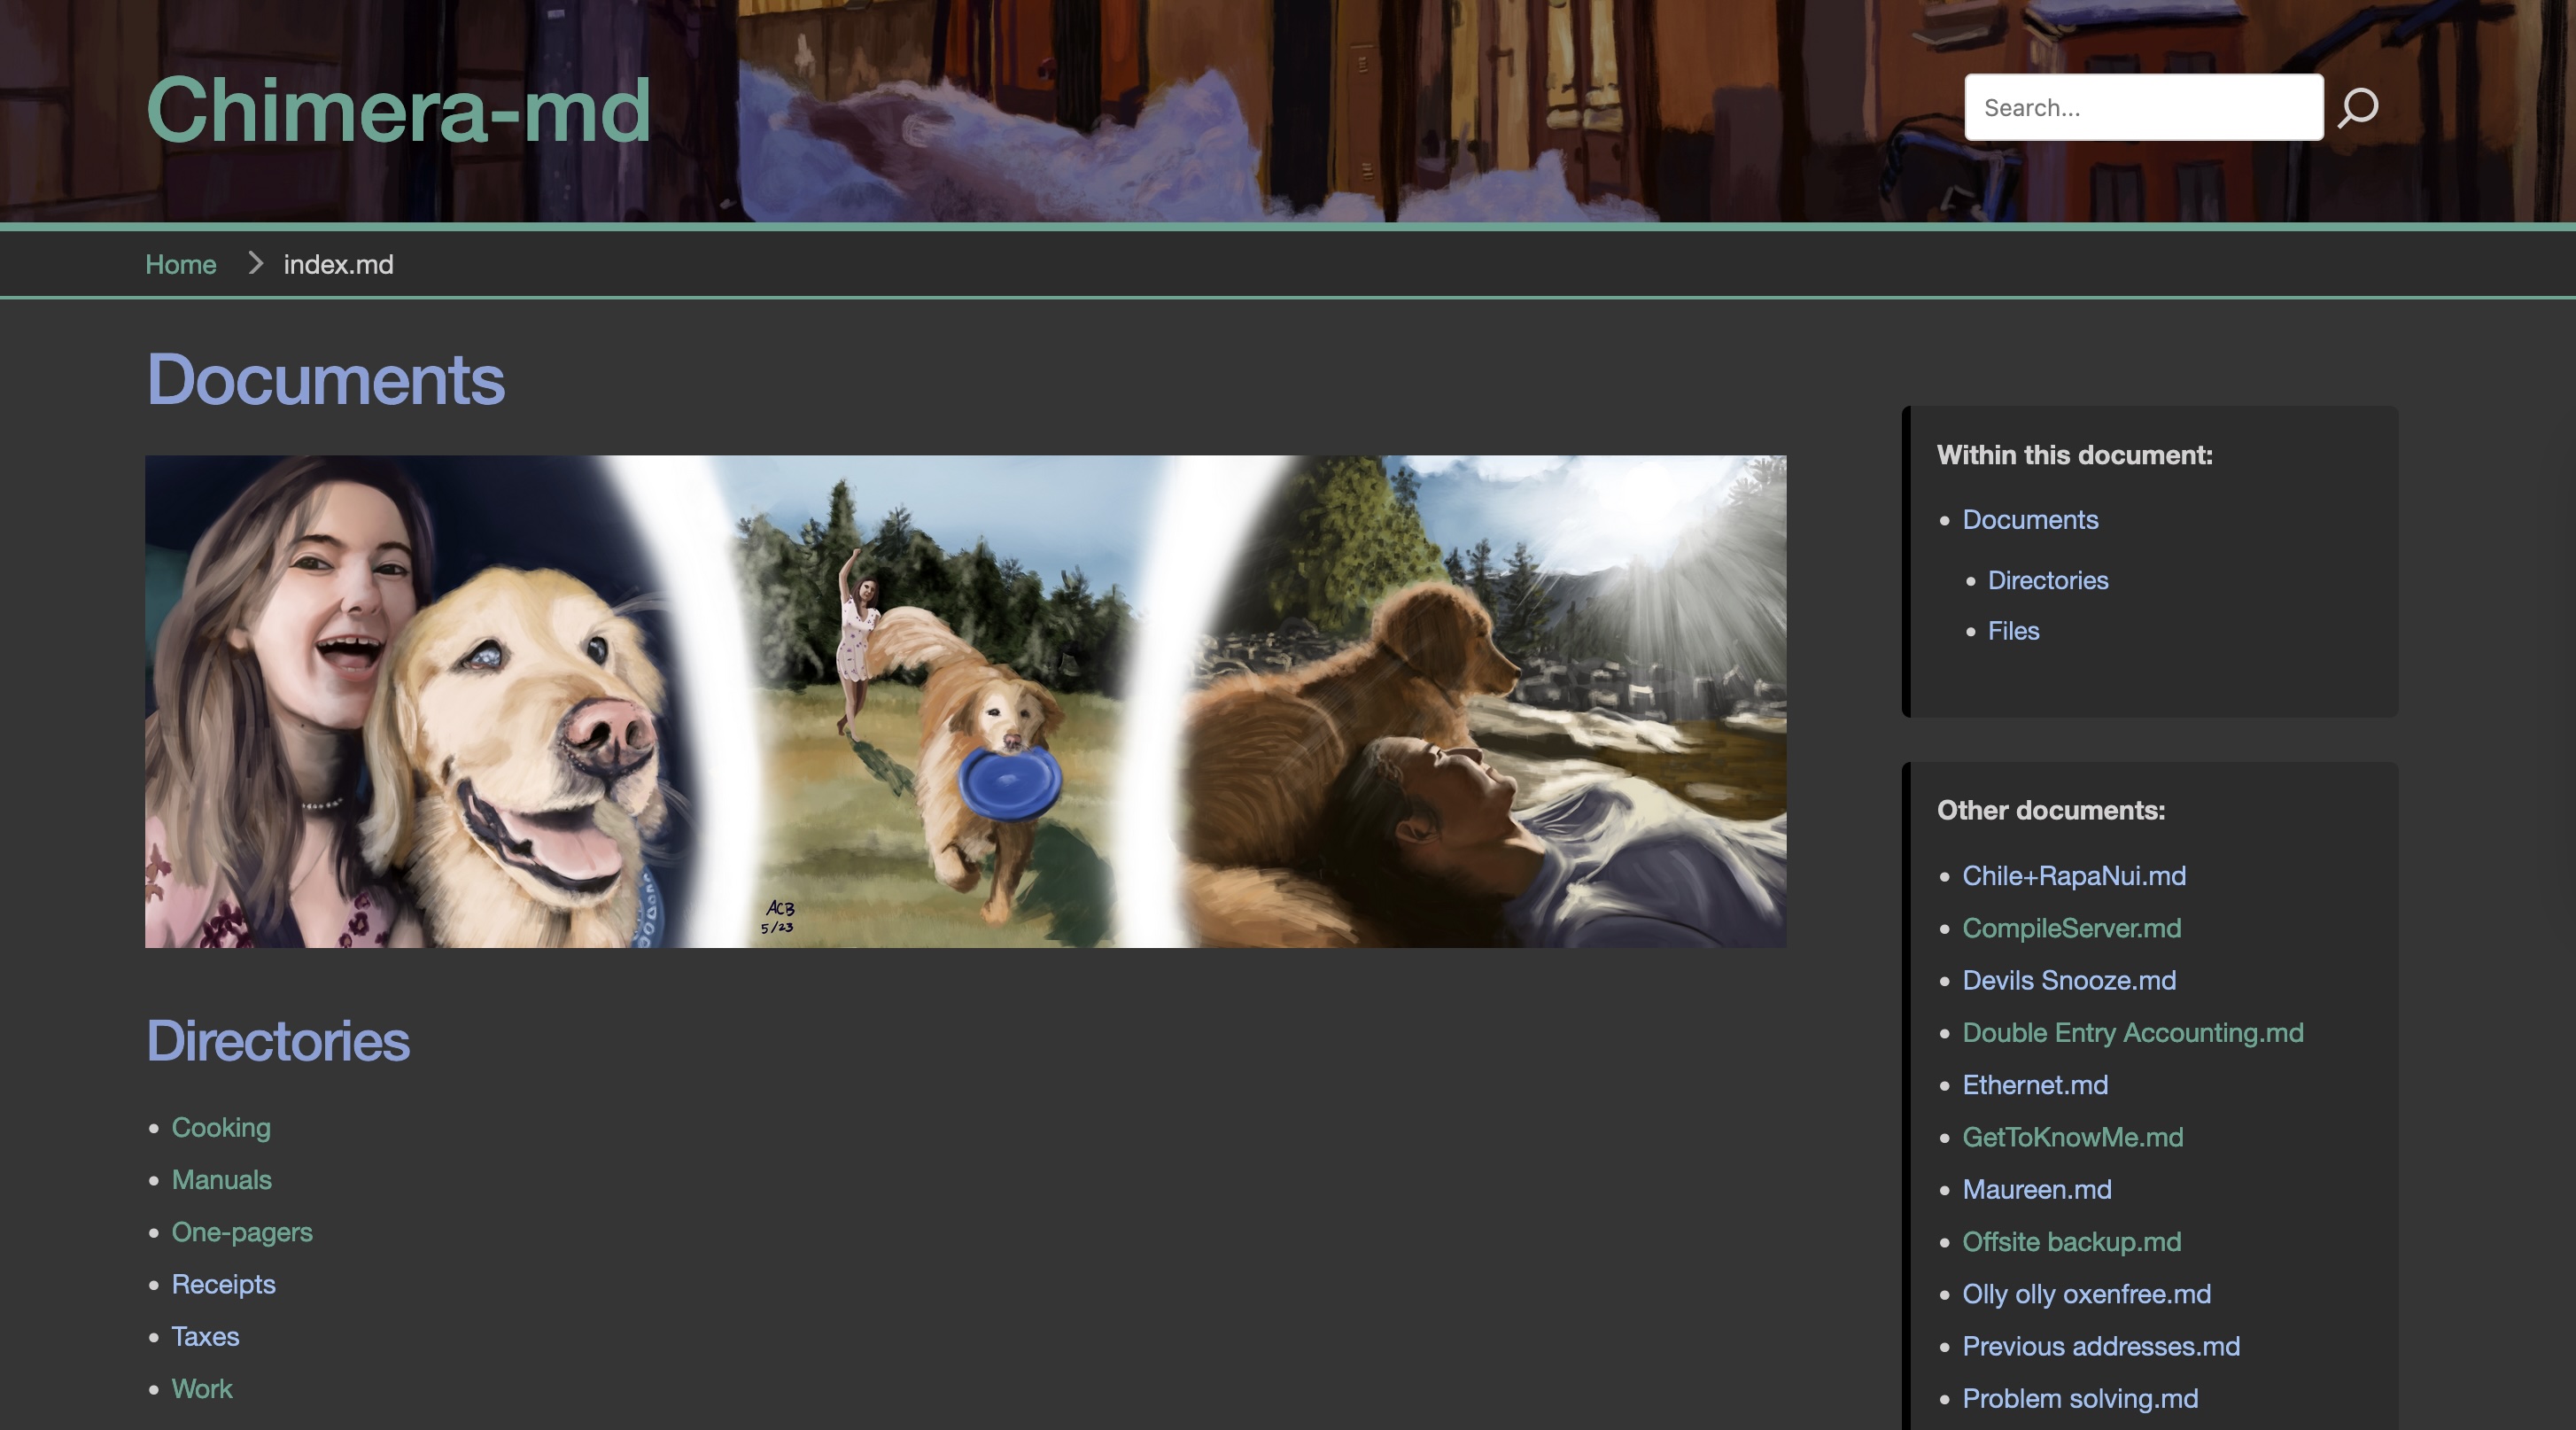 Chimera-md
Search...
Home
index.md
Documents
ACB
5/23
Directories
Cooking
Manuals
One-pagers
Receipts
Taxes
Work
Within this document:
Documents
Directories
Files
Other documents:
Chile+RapaNui.md
CompileServer.md
Devils Snooze.md
Double Entry Accounting.md
Ethernet.md
GetToKnowMe.md
Maureen.md
Offsite backup.md
Olly olly oxenfree.md
Previous addresses.md
Problem solving.md